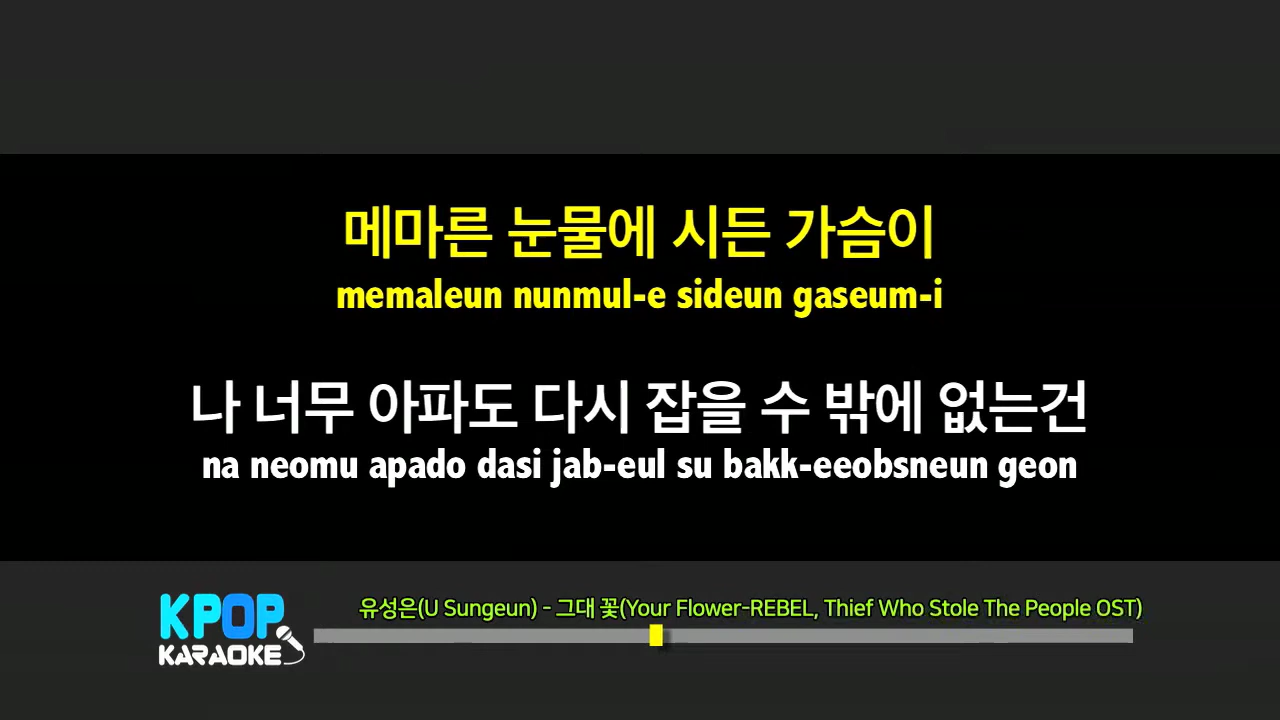 메마른 눈물에 시든 가슴이
memaleun nunmul-e sideun gaseum-i
나 너무 아파도 다시 잡을 수 밖에 없는건
na neomu apado dasi jab-eul su bakk-eeobsneun geon
유성은(U Sungeun) - 그대 꽃(Your Flower-REBEL, Thief Who Stole The People OST)
KPOP
KARAOKE